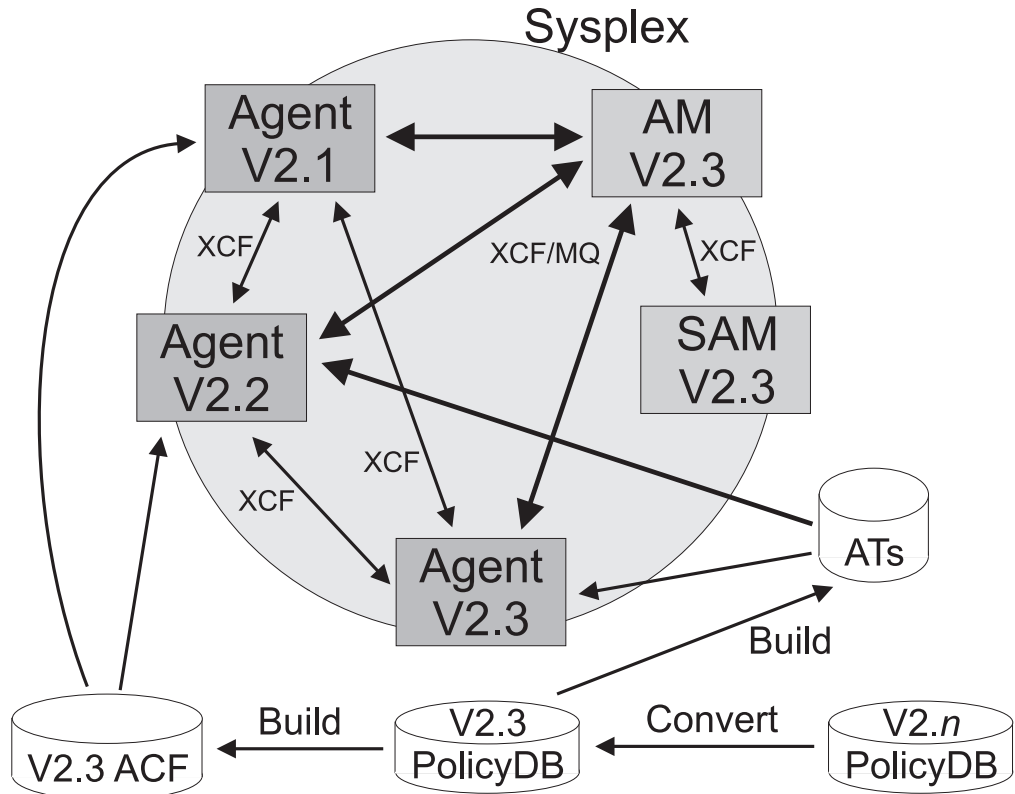 Sysplex
Agent
V2.1
AM
V2.3
XCF
XCF/MQ
XCF
Agent
V2.2
SAM
V2.3
XCF
XCF
Agent
V2.3
ATs
Build
V2.3 ACF
Build
V2.3
PolicyDB
Convert
V2.n
PolicyDB